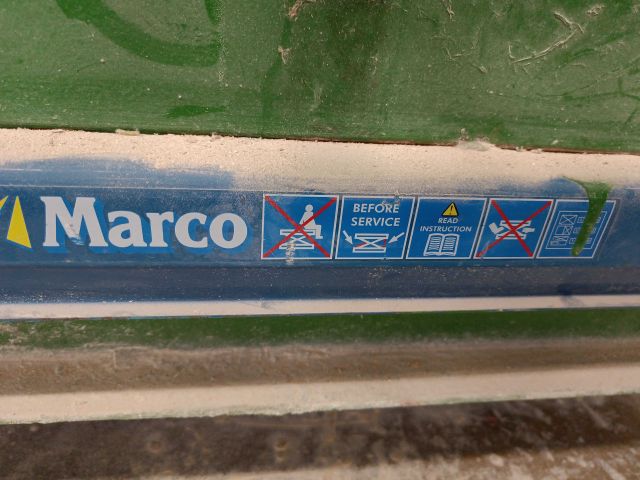 Marco
BEFORE
SERVICE
READ
INSTRUCTION